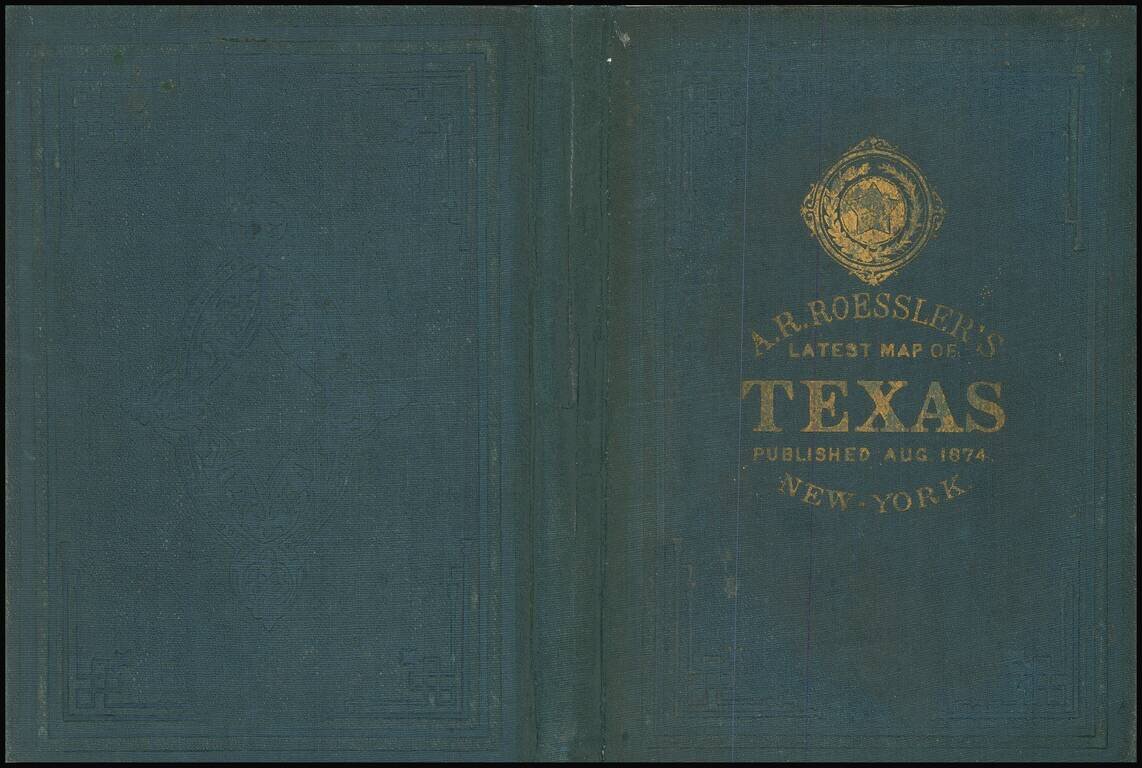 A. R. ROESSLER'S
LATEST MAP OF
TEXAS
PUBLISHED AUG. 1874.
NEW-YORK.